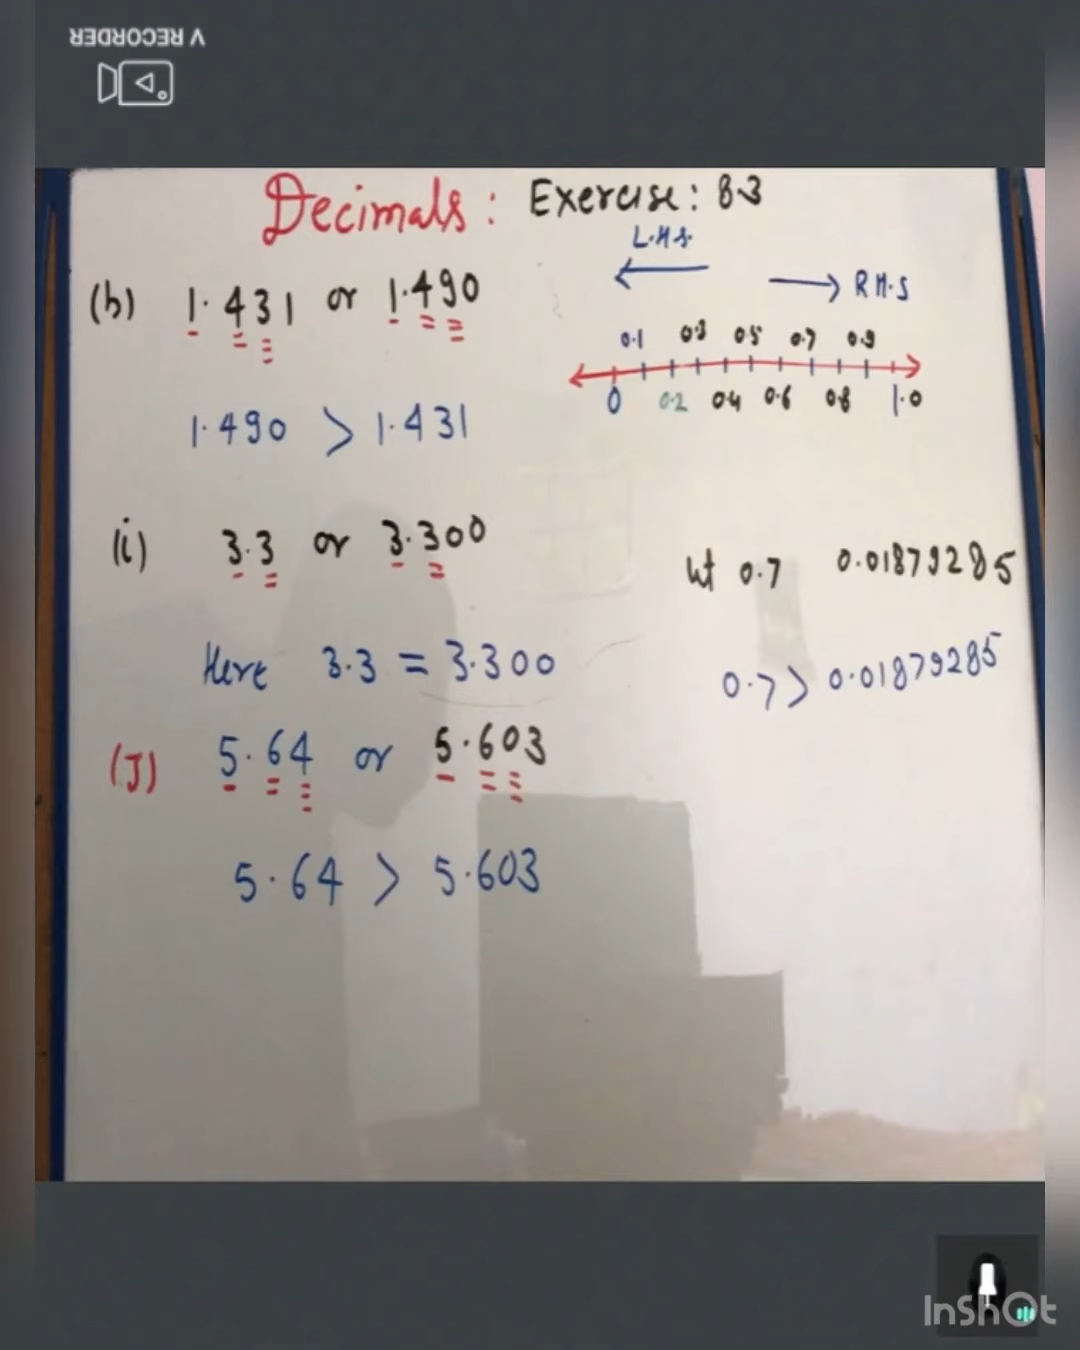 V RECORDER
Decimals: Exercise: 8.3
L.H.S.
R.H.S
(h) 1.431 or 1.490
0.1 0.3 0.5 0.7 0.9
0 0.2 0.4 0.6 0.8 1.0
1.490 > 1.431
(i) 3.3 or 3.300
let 0.7 0.01879285
Here 3.3 = 3.300
0.7 > 0.01879285
(J) 5.64 or 5.603
5.64 > 5.603
InShOt